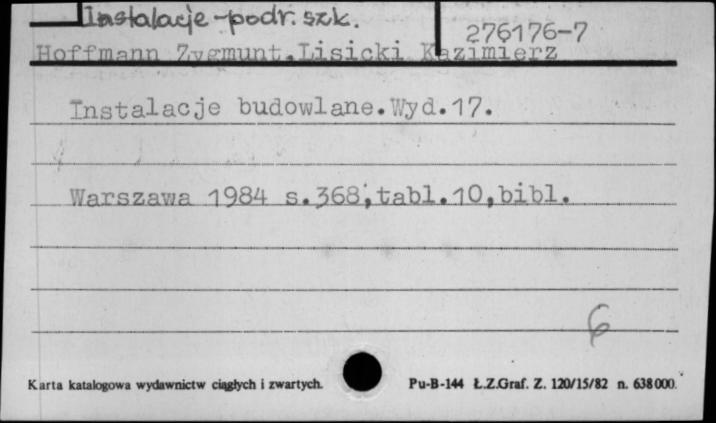 Instalacje - podr. szk.
276176-7
Hoffmann Zygmunt, Lisicki Kazimierz
Instalacje budowlane. Wyd. 17.
Warszawa 1984 s. 368, tabl. 10, bibl.
6
Karta katalogowa wydawnictw ciągłych i zwartych.
Pu-B-144 Ł.Z.Graf. Z. 120/15/82 n. 638000.